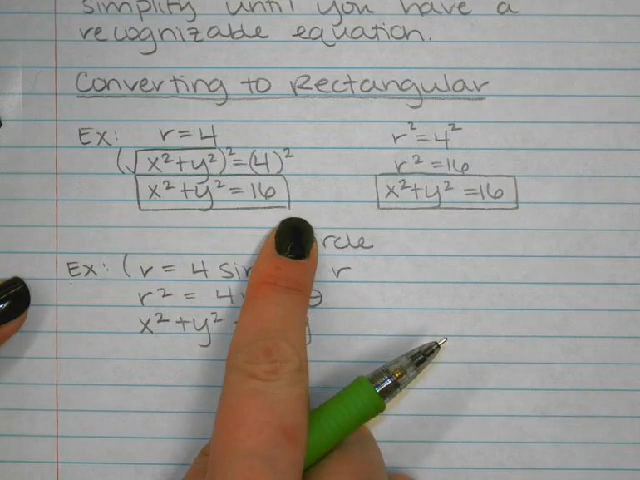 simplify until you have a
recognizable equation.
Converting to Rectangular
Ex: r = 4 r² = 4²
(√x²+y²)² = (4)² r² = 16
x²+y² = 16 x²+y² = 16
rcle
Ex: (r = 4 sin r
r² = 4 θ
x²+y² y